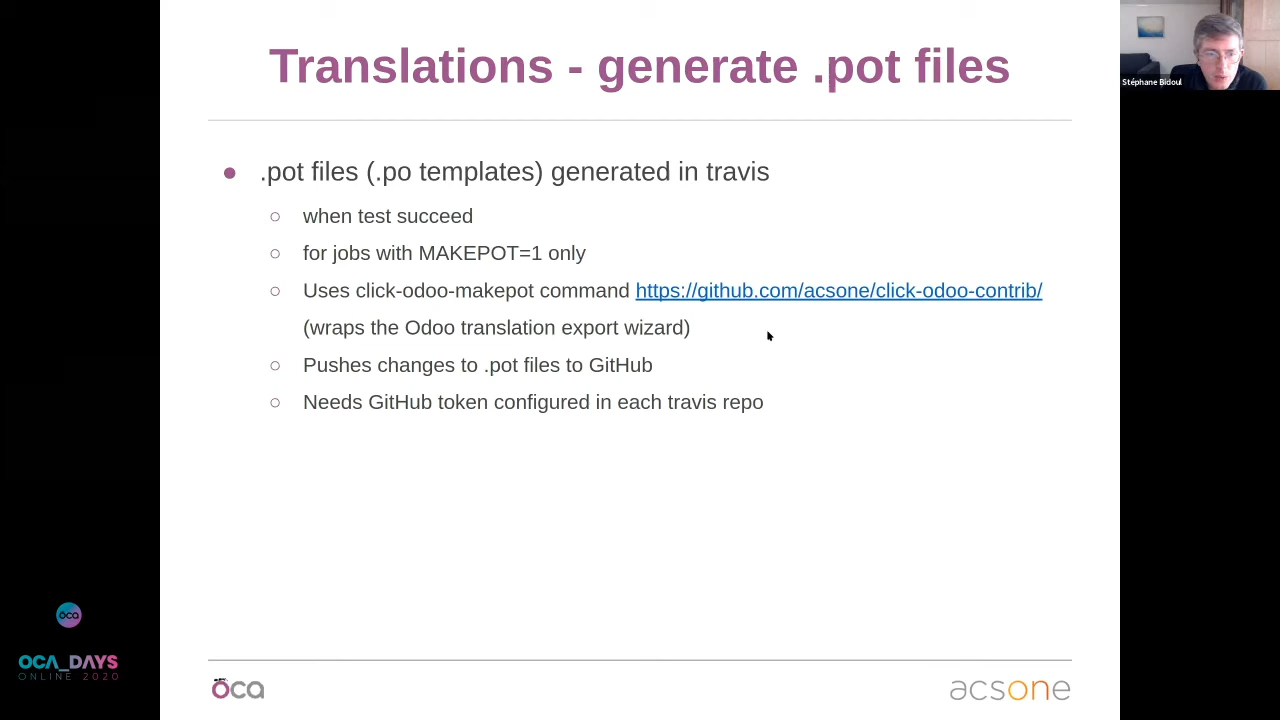 Translations - generate .pot files
Stéphane Bidoul
● .pot files (.po templates) generated in travis
○ when test succeed
○ for jobs with MAKEPOT=1 only
○ Uses click-odoo-makepot command https://github.com/acsone/click-odoo-contrib/
(wraps the Odoo translation export wizard)
○ Pushes changes to .pot files to GitHub
○ Needs GitHub token configured in each travis repo
oca
OCA_DAYS
ONLINE 2020
oca
acsone